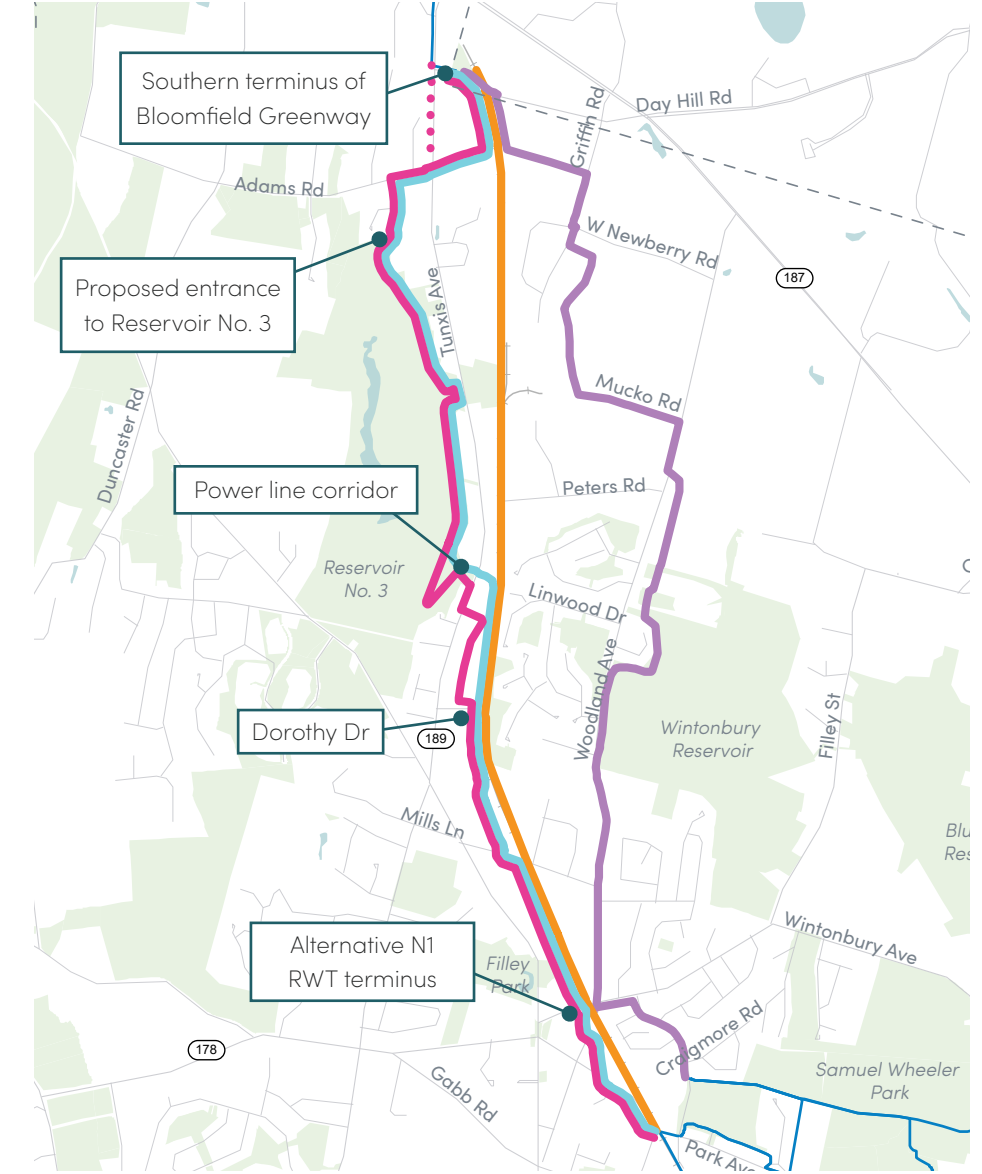 Southern terminus of
Bloomfield Greenway
Day Hill Rd
Griffin Rd
Adams Rd
W Newberry Rd
187
Proposed entrance
to Reservoir No. 3
Tunxis Ave
Mucko Rd
Duncaster Rd
Power line corridor
Peters Rd
Reservoir
No. 3
Linwood Dr
Woodland Ave
Dorothy Dr
189
Wintonbury
Reservoir
Filley St
Mills Ln
Blu
Res
Alternative N1
RWT terminus
Filley
Park
Wintonbury Ave
Craigmore Rd
178
Gabb Rd
Samuel Wheeler
Park
Park Ave